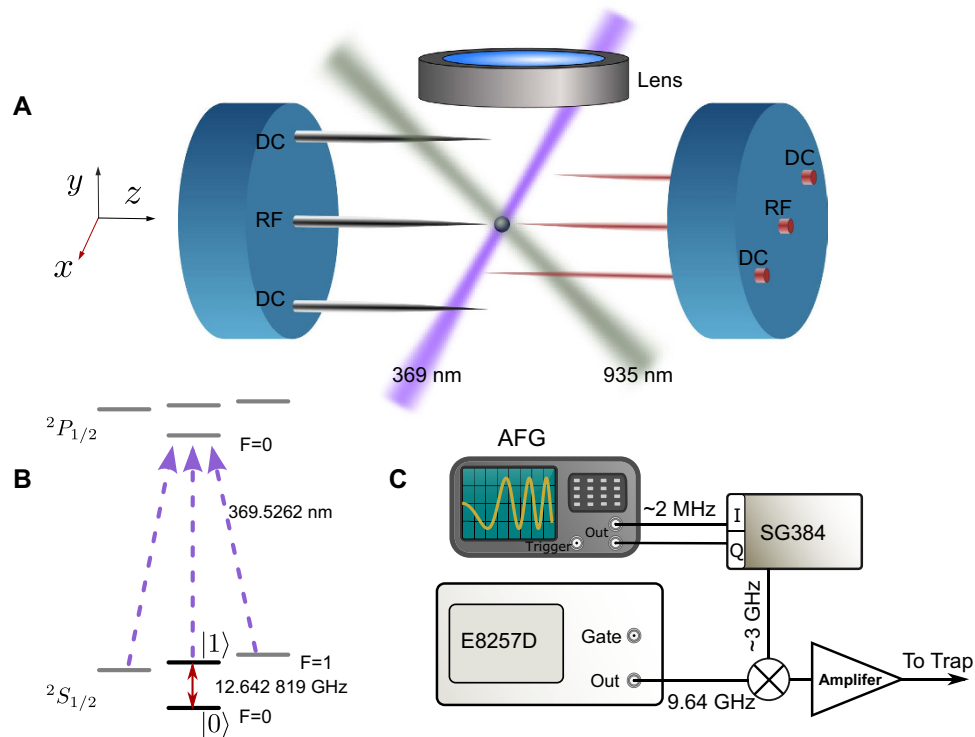 A
Lens
DC
RF
DC
DC
RF
DC
y
z
x
369 nm
935 nm
B
²P₁/₂
F=0
369.5262 nm
|1⟩
F=1
12.642 819 GHz
²S₁/₂
|0⟩
F=0
C
AFG
Out
Trigger
~2 MHz
I
Q
SG384
~3 GHz
E8257D
Gate
Out
9.64 GHz
Amplifer
To Trap